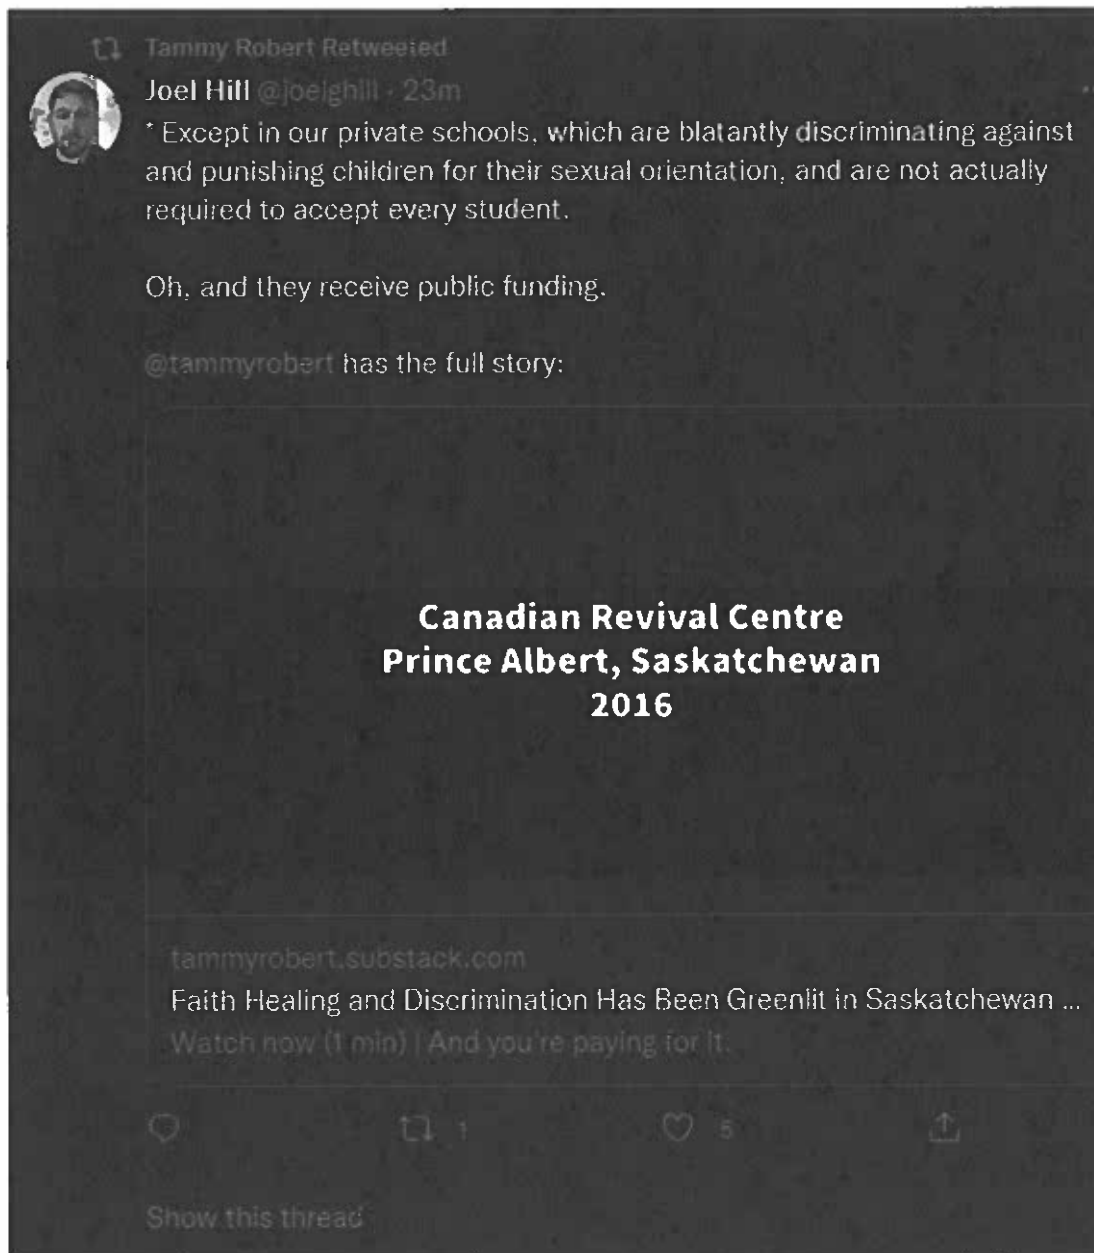 Tammy Robert Retweeted
Joel Hill @joelghill · 23m
* Except in our private schools, which are blatantly discriminating against
and punishing children for their sexual orientation, and are not actually
required to accept every student.
Oh, and they receive public funding.
@tammyrobert has the full story:
Canadian Revival Centre
Prince Albert, Saskatchewan
2016
tammyrobert.substack.com
Faith Healing and Discrimination Has Been Greenlit in Saskatchewan ...
Watch now (1 min) | And you're paying for it.
1 5
Show this thread